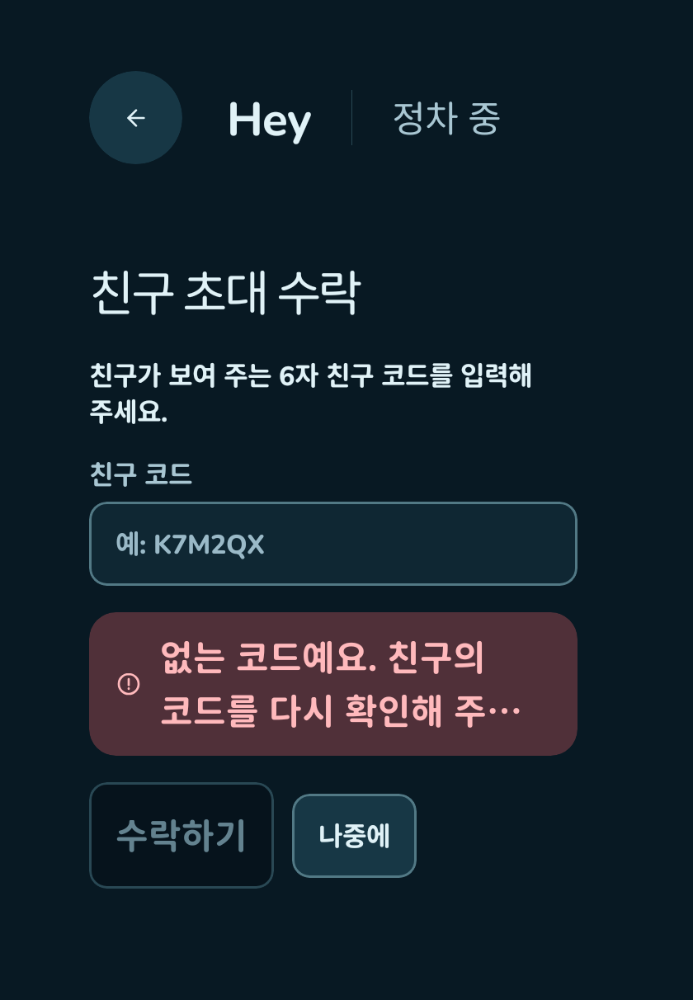 Hey
정차 중
친구 초대 수락
친구가 보여 주는 6자 친구 코드를 입력해
주세요.
친구 코드
예: K7M2QX
없는 코드예요. 친구의
코드를 다시 확인해 주…
수락하기
나중에